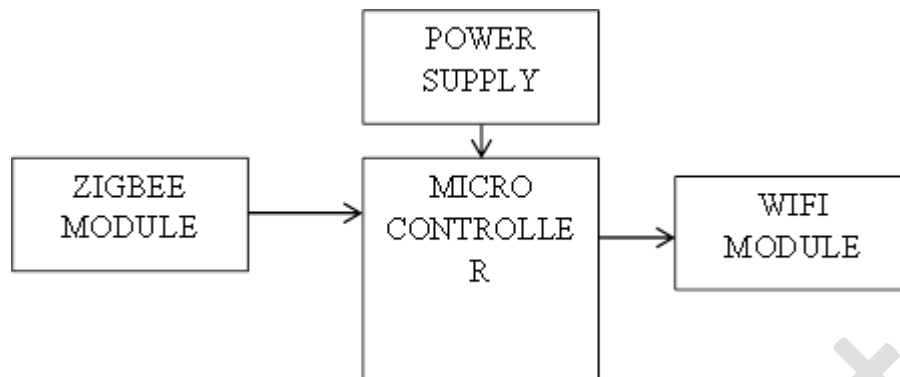 POWER
SUPPLY
ZIGBEE
MODULE
MICRO
CONTROLLE
R
WIFI
MODULE